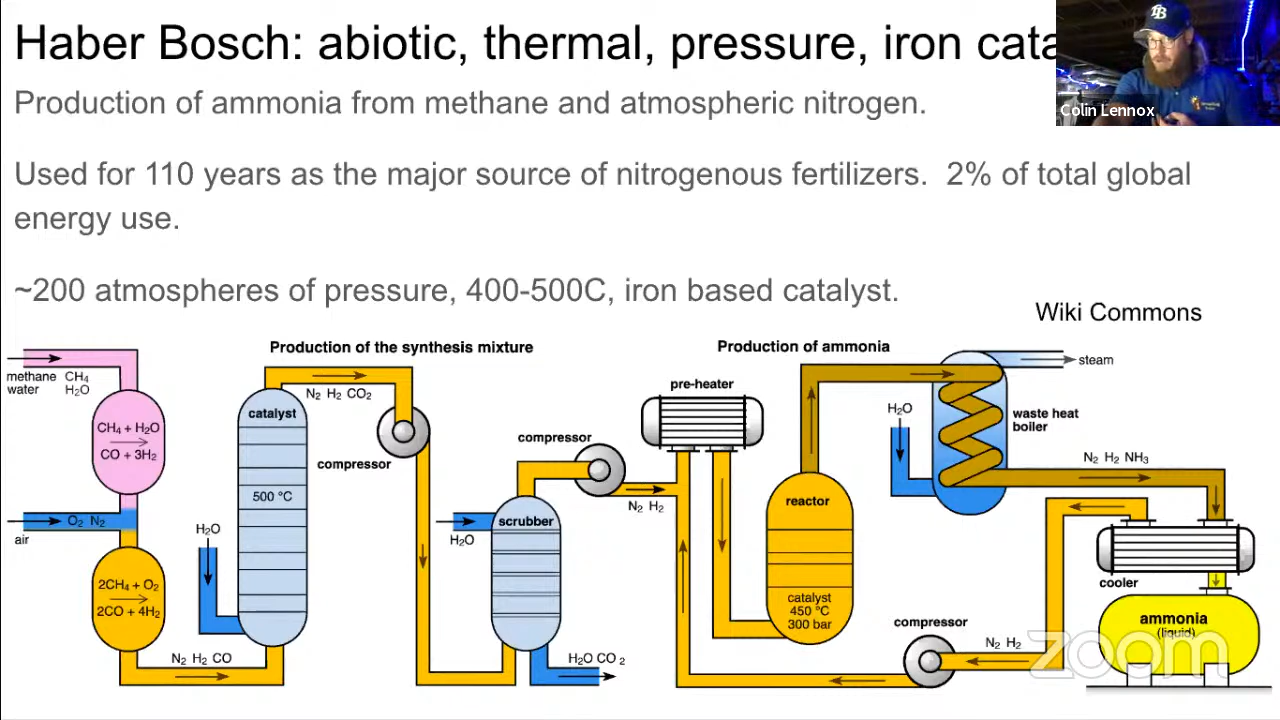 Haber Bosch: abiotic, thermal, pressure, iron cata
Colin Lennox
Production of ammonia from methane and atmospheric nitrogen.
Used for 110 years as the major source of nitrogenous fertilizers. 2% of total global
energy use.
~200 atmospheres of pressure, 400-500C, iron based catalyst.
Wiki Commons
Production of the synthesis mixture
Production of ammonia
steam
methane CH₄
water H₂O
N₂ H₂ CO₂
pre-heater
catalyst
H₂O
waste heat
boiler
CH₄ + H₂O
CO + 3H₂
compressor
compressor
N₂ H₂ NH₃
500 °C
N₂ H₂
reactor
O₂ N₂
air
H₂O
scrubber
H₂O
cooler
2CH₄ + O₂
2CO + 4H₂
catalyst
450 °C
300 bar
ammonia
(liquid)
compressor
N₂ H₂
N₂ H₂ CO
H₂O CO₂
zoom